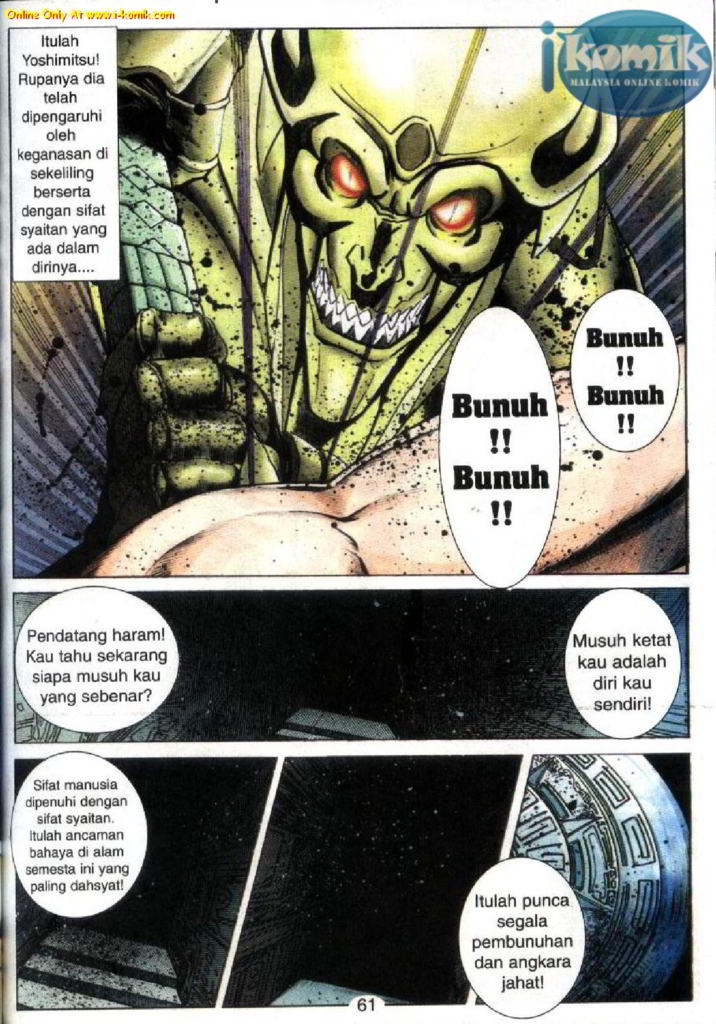 Online Only At www.i-komik.com
ikomik
MALAYSIA ONLINE KOMIK
Itulah
Yoshimitsu!
Rupanya dia
telah
dipengaruhi
oleh
keganasan di
sekeliling
berserta
dengan sifat
syaitan yang
ada dalam
dirinya....
Bunuh
!!
Bunuh
!!
Bunuh
!!
Bunuh
!!
Pendatang haram!
Kau tahu sekarang
siapa musuh kau
yang sebenar?
Musuh ketat
kau adalah
diri kau
sendiri!
Sifat manusia
dipenuhi dengan
sifat syaitan.
Itulah ancaman
bahaya di alam
semesta ini yang
paling dahsyat!
Itulah punca
segala
pembunuhan
dan angkara
jahat!
61